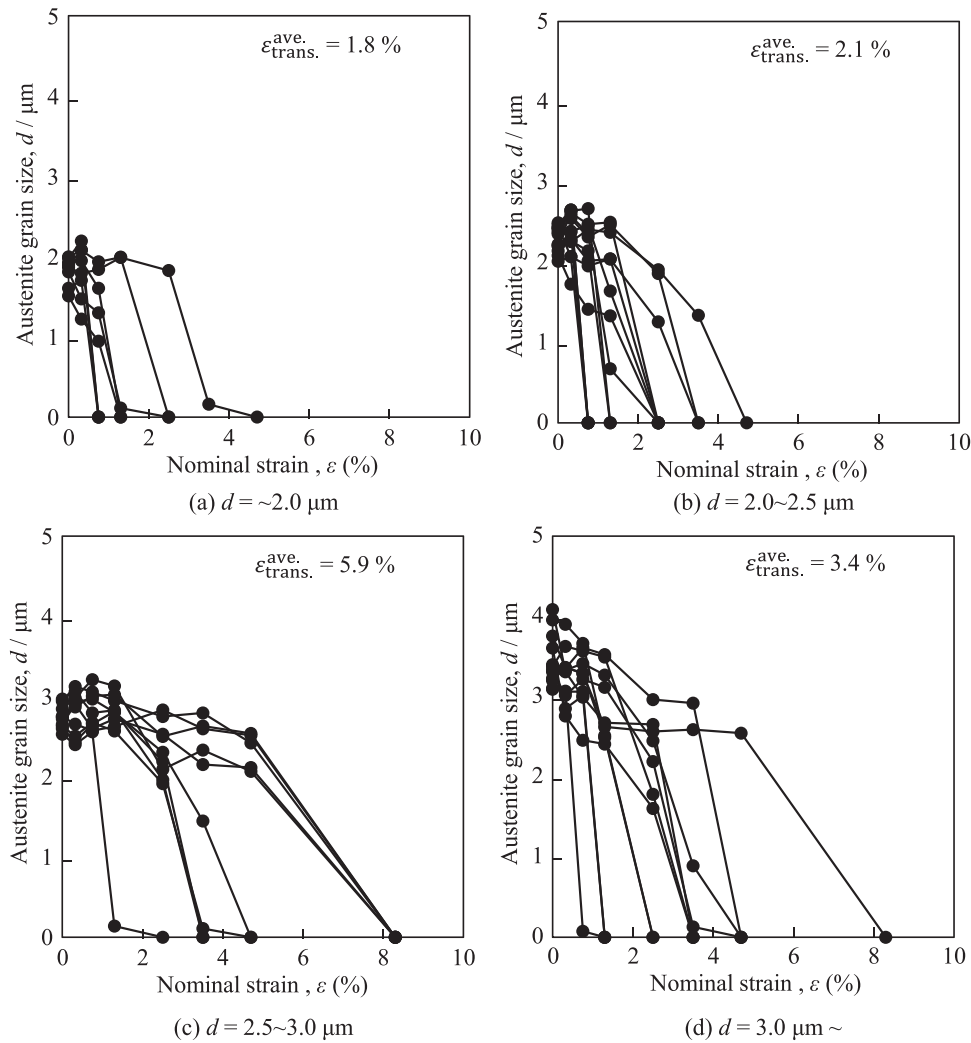 5
4
3
2
1
0
Austenite grain size, d / μm
ε ave. trans. = 1.8 %
0 2 4 6 8 10
Nominal strain , ε (%)
(a) d = ~2.0 μm
5
4
3
2
1
0
Austenite grain size, d / μm
ε ave. trans. = 2.1 %
0 2 4 6 8 10
Nominal strain , ε (%)
(b) d = 2.0~2.5 μm
5
4
3
2
1
0
Austenite grain size, d / μm
ε ave. trans. = 5.9 %
0 2 4 6 8 10
Nominal strain , ε (%)
(c) d = 2.5~3.0 μm
5
4
3
2
1
0
Austenite grain size, d / μm
ε ave. trans. = 3.4 %
0 2 4 6 8 10
Nominal strain , ε (%)
(d) d = 3.0 μm ~